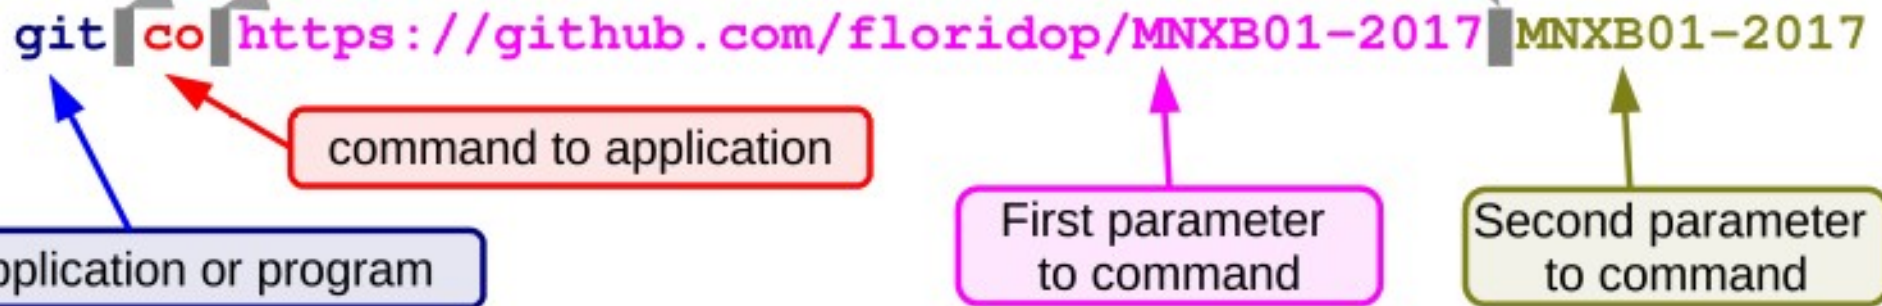 git co https://github.com/floridop/MNXB01-2017 MNXB01-2017
command to application
pplication or program
First parameter
to command
Second parameter
to command